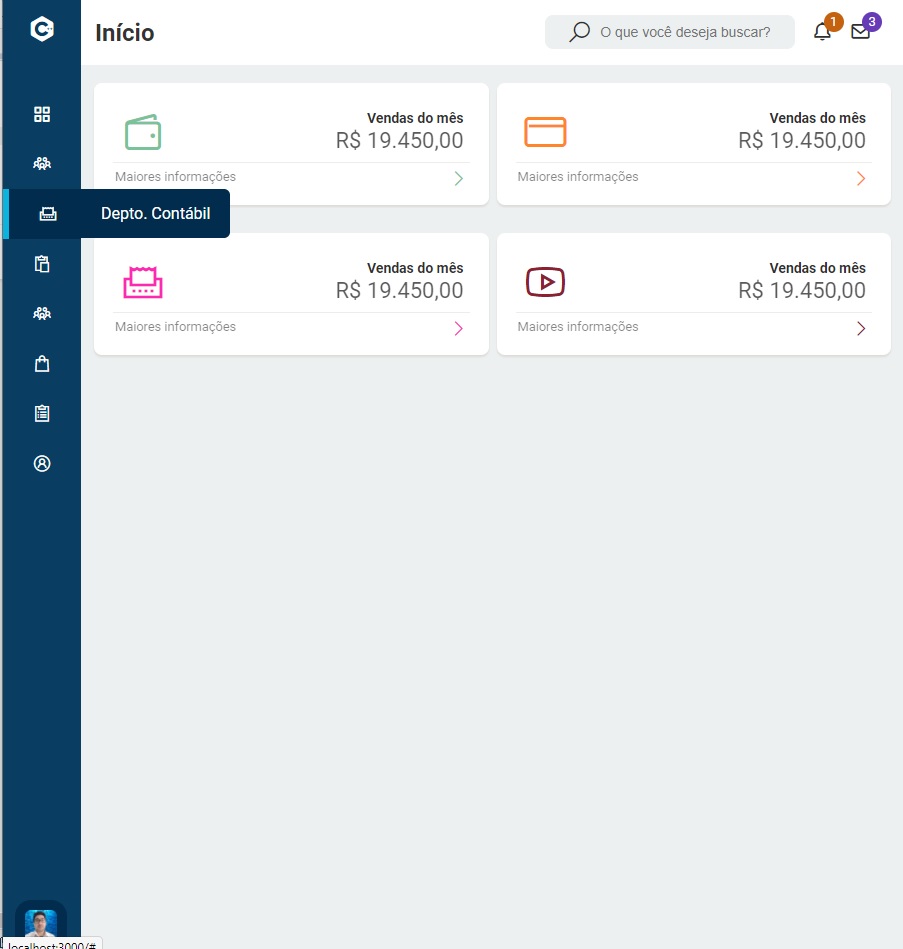 Início
O que você deseja buscar?
1
3
Vendas do mês
R$ 19.450,00
Maiores informações
Vendas do mês
R$ 19.450,00
Maiores informações
Depto. Contábil
Vendas do mês
R$ 19.450,00
Maiores informações
Vendas do mês
R$ 19.450,00
Maiores informações
localhost:3000/#